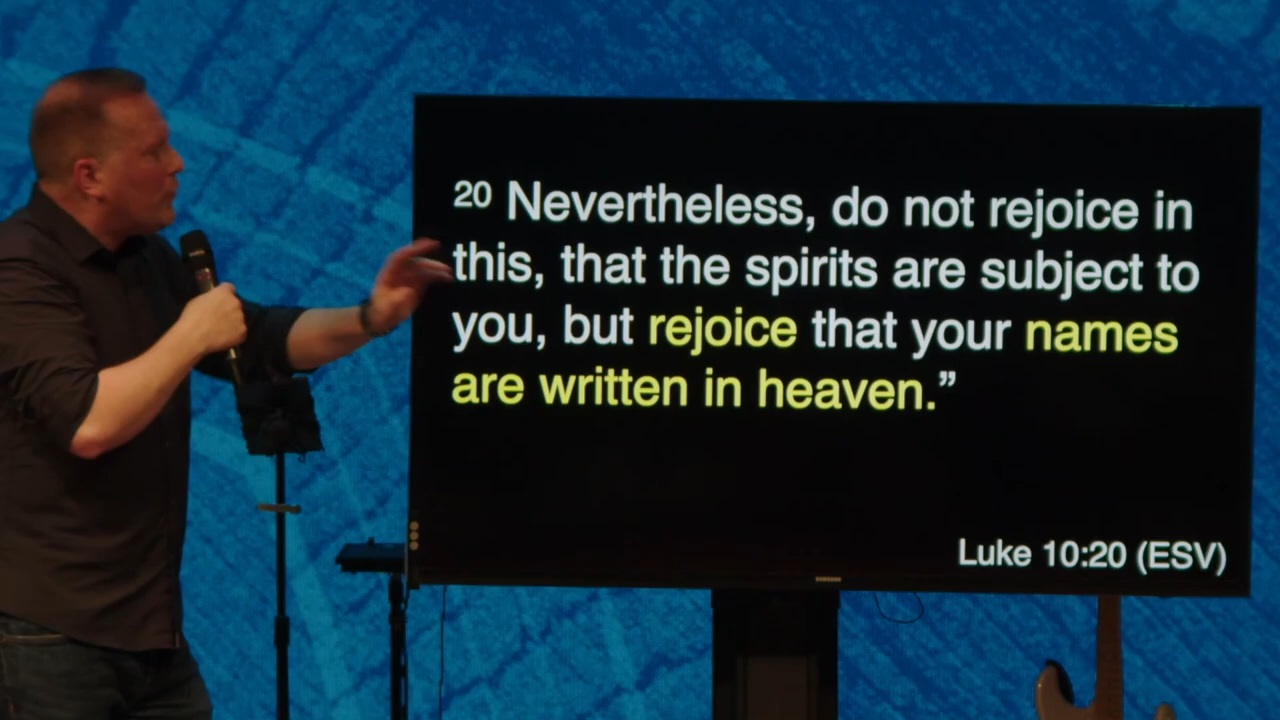 20 Nevertheless, do not rejoice in
this, that the spirits are subject to
you, but rejoice that your names
are written in heaven.”
Luke 10:20 (ESV)
SAMSUNG